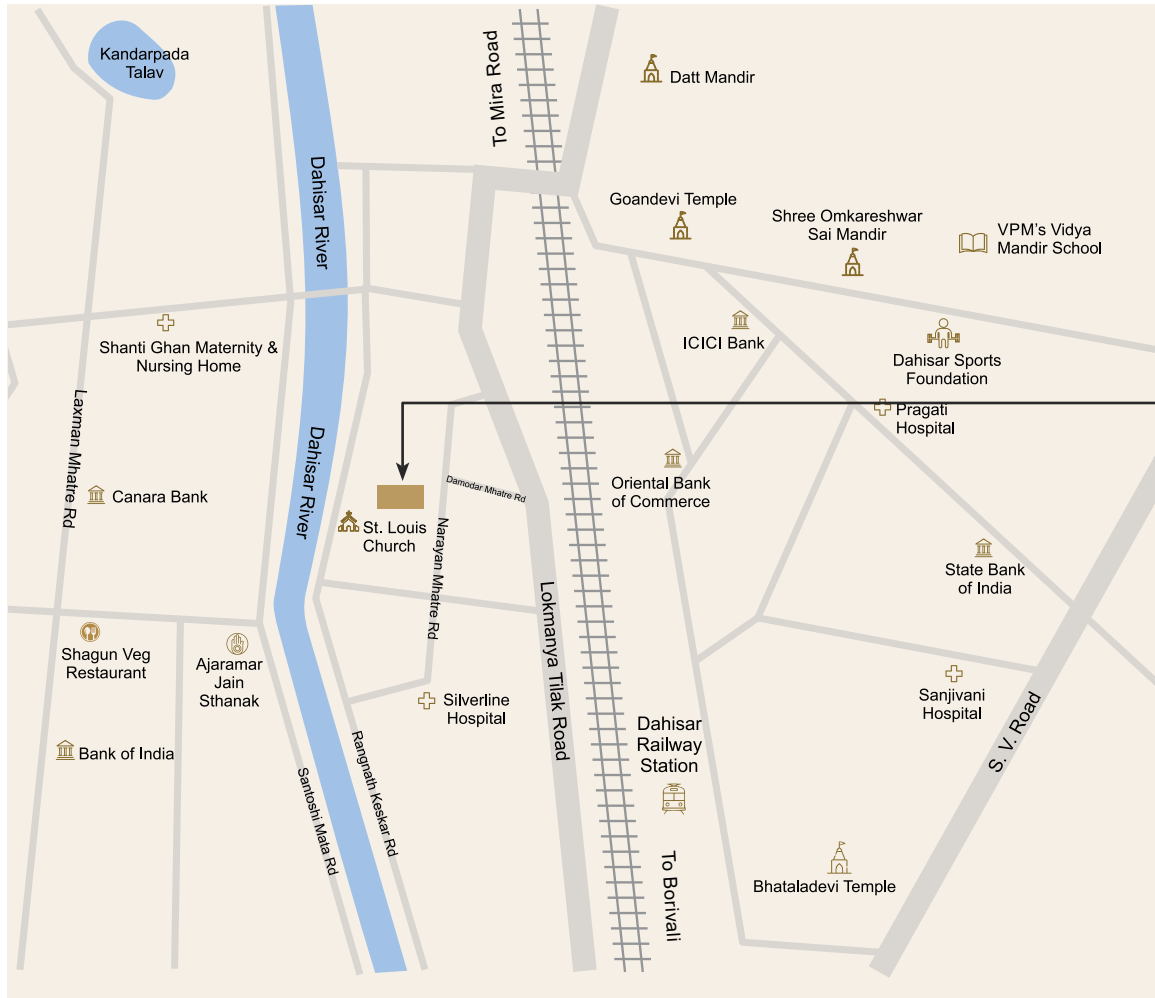 Kandarpada
Talav
To Mira Road
Datt Mandir
Dahisar River
Goandevi Temple
Shree Omkareshwar
Sai Mandir
VPM's Vidya
Mandir School
Shanti Ghan Maternity &
Nursing Home
ICICI Bank
Dahisar Sports
Foundation
Pragati
Hospital
Laxman Mhatre Rd
Dahisar River
Canara Bank
Damodar Mhatre Rd
Oriental Bank
of Commerce
St. Louis
Church
Narayan Mhatre Rd
State Bank
of India
Lokmanya Tilak Road
Shagun Veg
Restaurant
Ajaramar
Jain
Sthanak
Silverline
Hospital
Sanjivani
Hospital
Bank of India
Dahisar
Railway
Station
S. V. Road
Santoshi Mata Rd
Rangnath Keskar Rd
To Borivali
Bhataladevi Temple